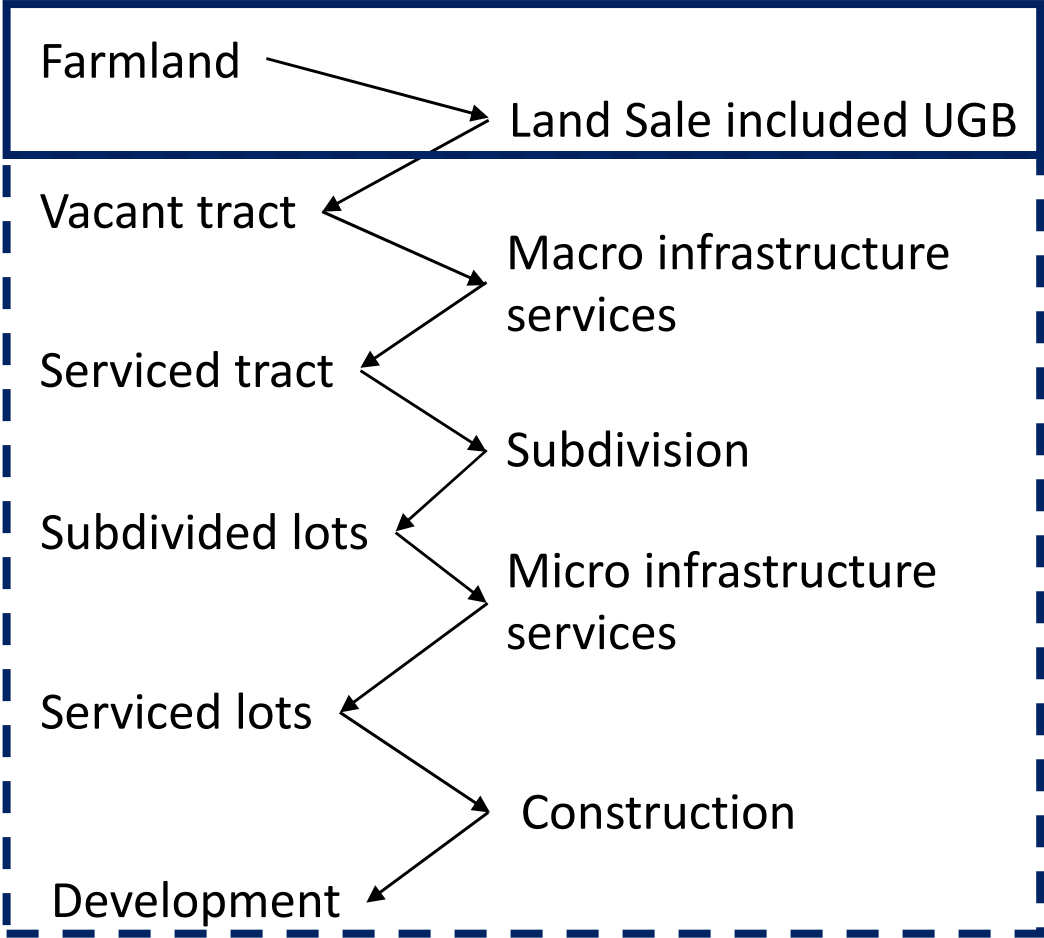 Farmland
Land Sale included UGB
Vacant tract
Macro infrastructure
services
Serviced tract
Subdivision
Subdivided lots
Micro infrastructure
services
Serviced lots
Construction
Development